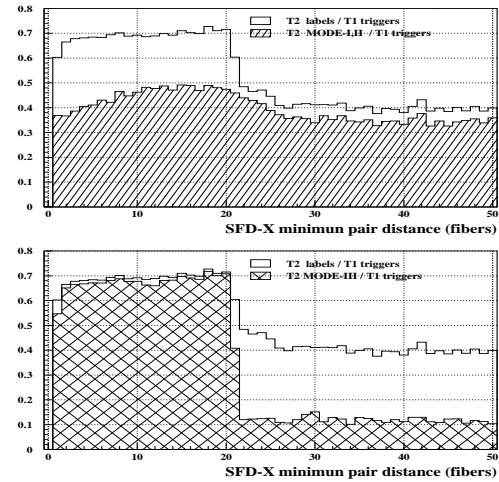 0.8
T2 labels / T1 triggers
T2 MODE-I,II / T1 triggers
0.7
0.6
0.5
0.4
0.3
0.2
0.1
0
0 10 20 30 40 50
SFD-X minimun pair distance (fibers)
0.8
T2 labels / T1 triggers
T2 MODE-III / T1 triggers
0.7
0.6
0.5
0.4
0.3
0.2
0.1
0
0 10 20 30 40 50
SFD-X minimun pair distance (fibers)